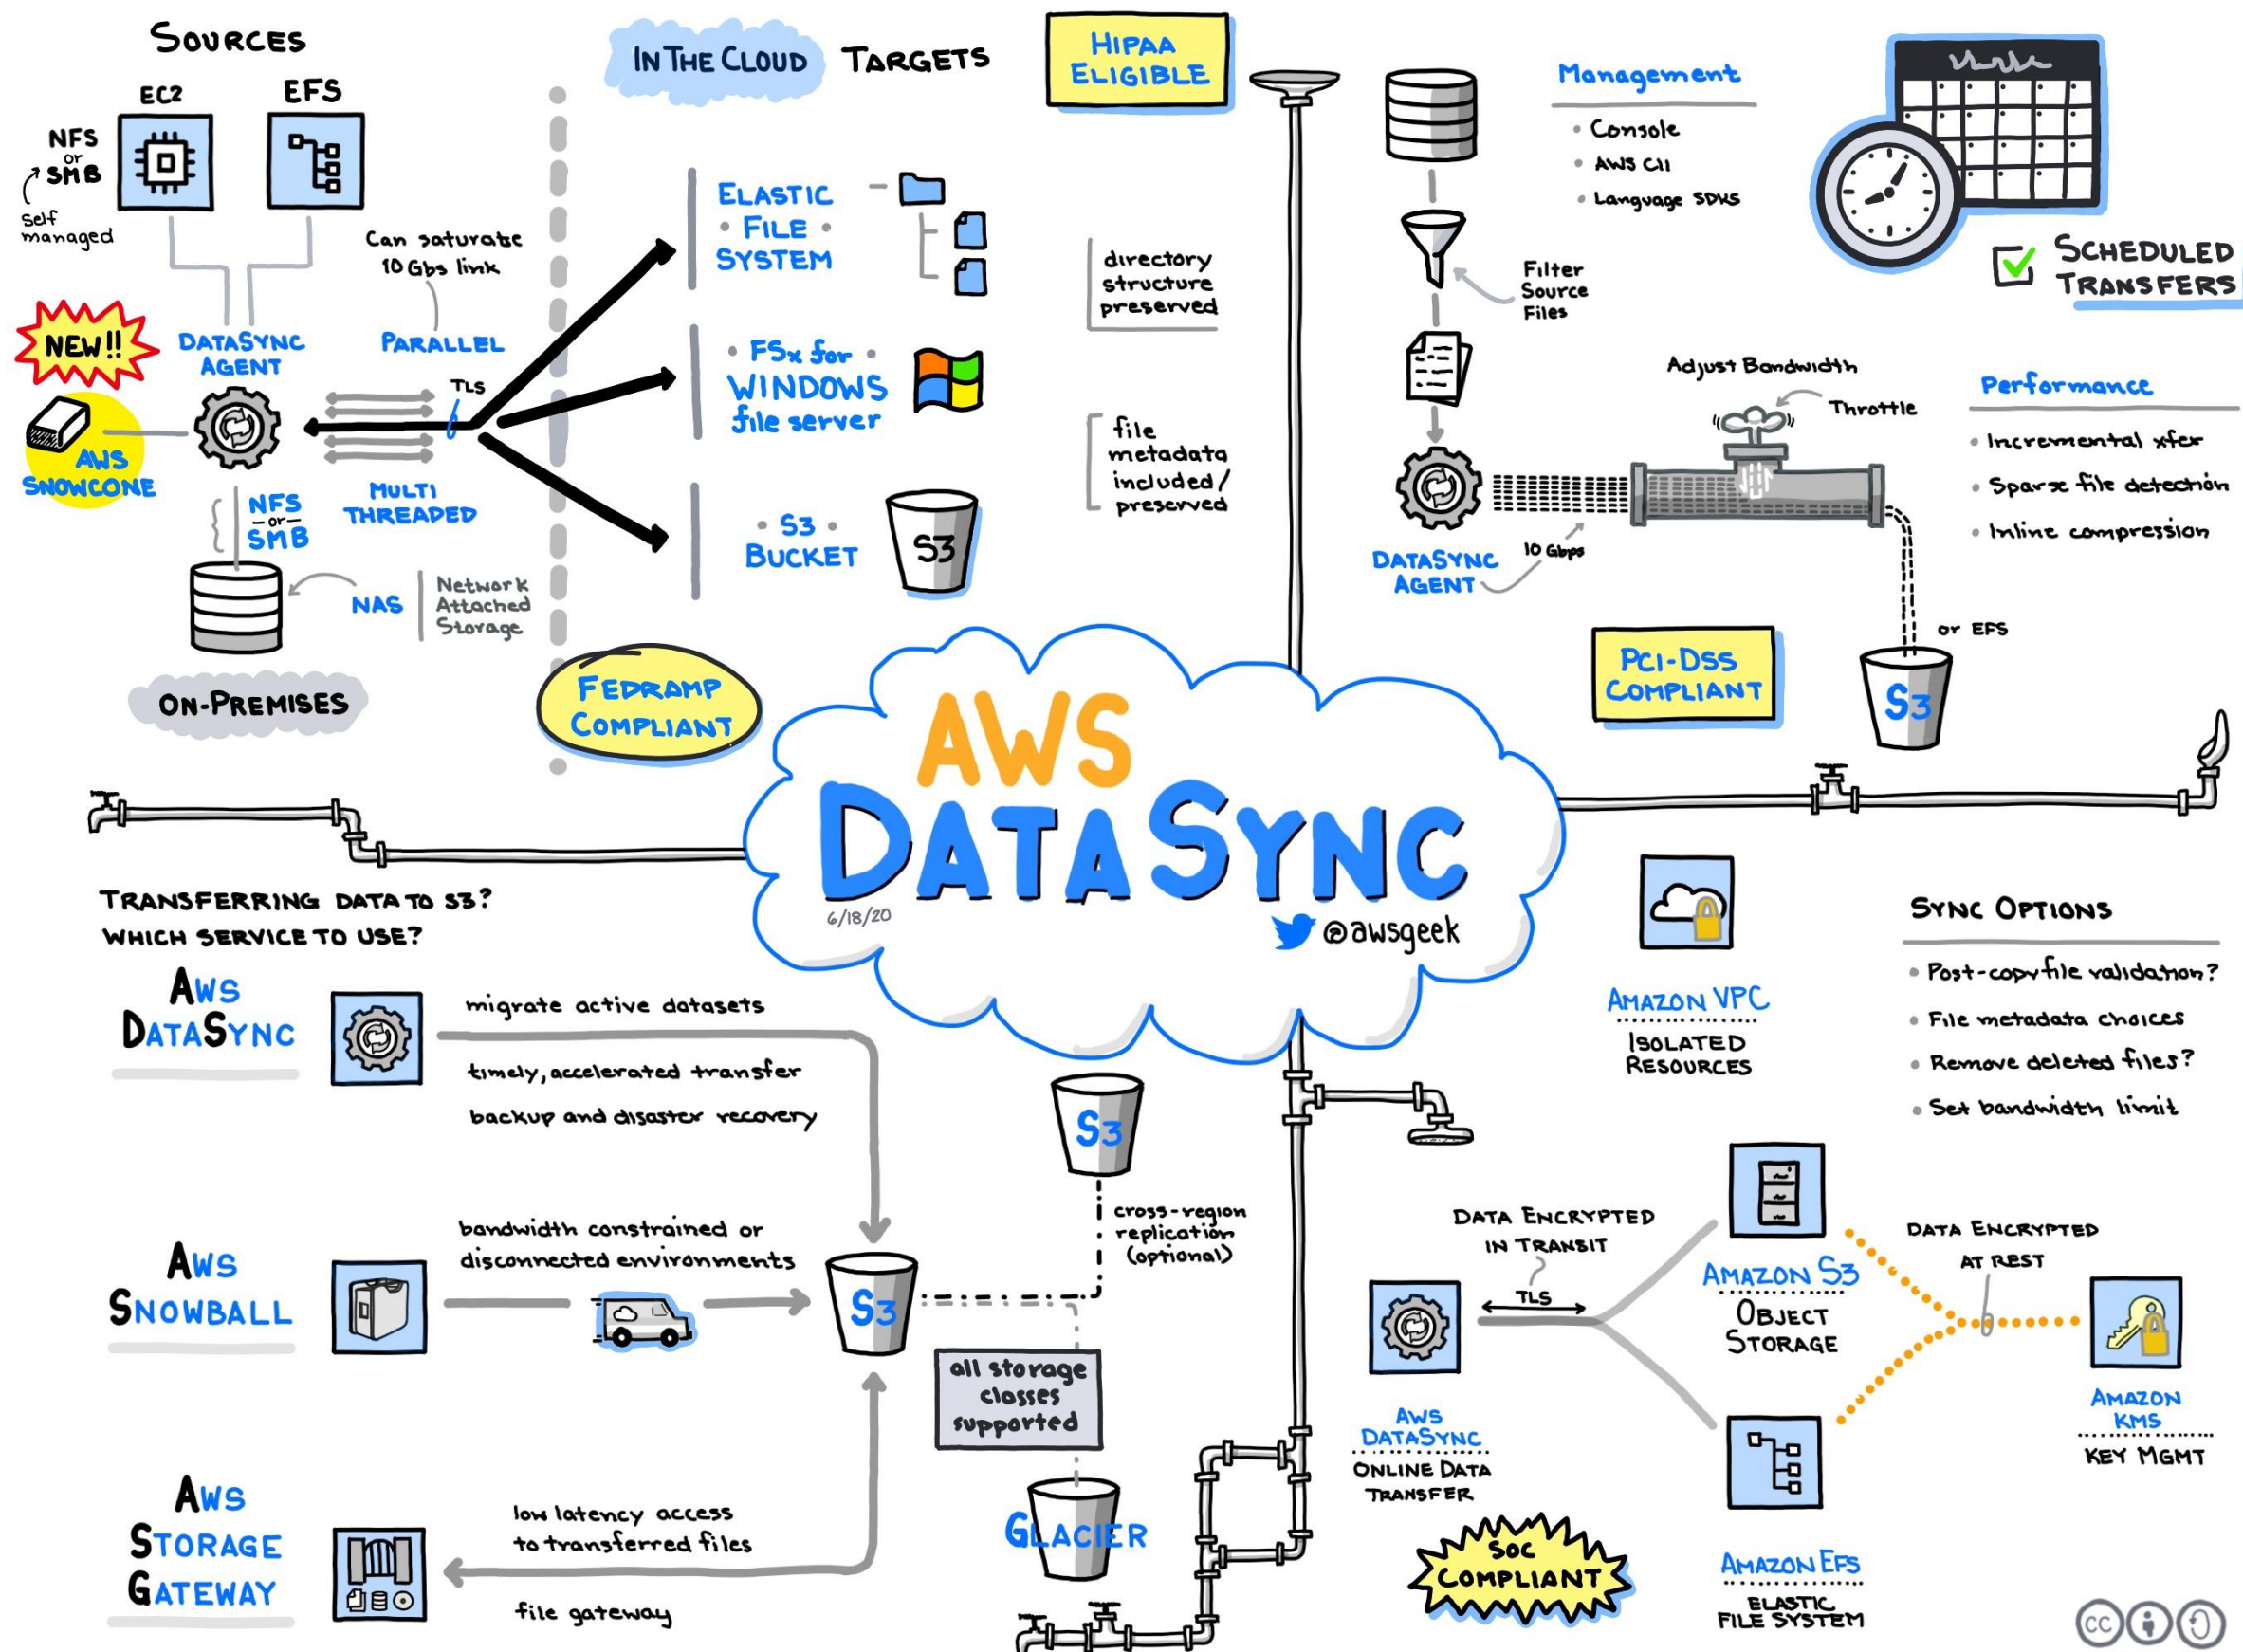 SOURCES
EC2
EFS
NFS
or
SMB
Self
managed
Can saturate
10 Gbs link
NEW!!
DATASYNC
AGENT
PARALLEL
TLS
AWS
SNOWCONE
NFS
-or-
SMB
MULTI
THREADED
NAS
Network
Attached
Storage
ON-PREMISES
IN THE CLOUD
TARGETS
ELASTIC
• FILE •
SYSTEM
• FSx for •
WINDOWS
file server
• S3 •
BUCKET
S3
directory
structure
preserved
file
metadata
included/
preserved
HIPAA
ELIGIBLE
FEDRAMP
COMPLIANT
Management
• Console
• AWS ClI
• Language SDKS
SCHEDULED
TRANSFERS
Filter
Source
Files
Adjust Bandwidth
Throttle
Performance
• Incremental xfer
• Sparse file detection
• Inline compression
DATASYNC
AGENT
10 Gbps
or EFS
S3
PCI-DSS
COMPLIANT
AWS
DATASYNC
6/18/20
@awsgeek
TRANSFERRING DATA TO S3?
WHICH SERVICE TO USE?
AWS
DATASYNC
migrate active datasets
timely, accelerated transfer
backup and disaster recovery
AWS
SNOWBALL
bandwidth constrained or
disconnected environments
S3
S3
cross-region
replication
(optional)
all storage
classes
supported
GLACIER
AWS
STORAGE
GATEWAY
low latency access
to transferred files
file gateway
AMAZON VPC
ISOLATED
RESOURCES
SYNC OPTIONS
• Post-copy file validation?
• File metadata choices
• Remove deleted files?
• Set bandwidth limit
DATA ENCRYPTED
IN TRANSIT
TLS
AWS
DATASYNC
ONLINE DATA
TRANSFER
AMAZON S3
OBJECT
STORAGE
DATA ENCRYPTED
AT REST
AMAZON
KMS
KEY MGMT
AMAZON EFS
ELASTIC
FILE SYSTEM
SOC
COMPLIANT
CC